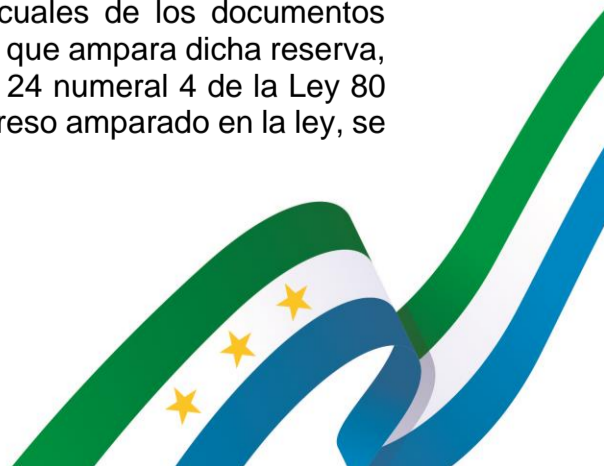 cuales de los documentos
que ampara dicha reserva,
24 numeral 4 de la Ley 80
reso amparado en la ley, se